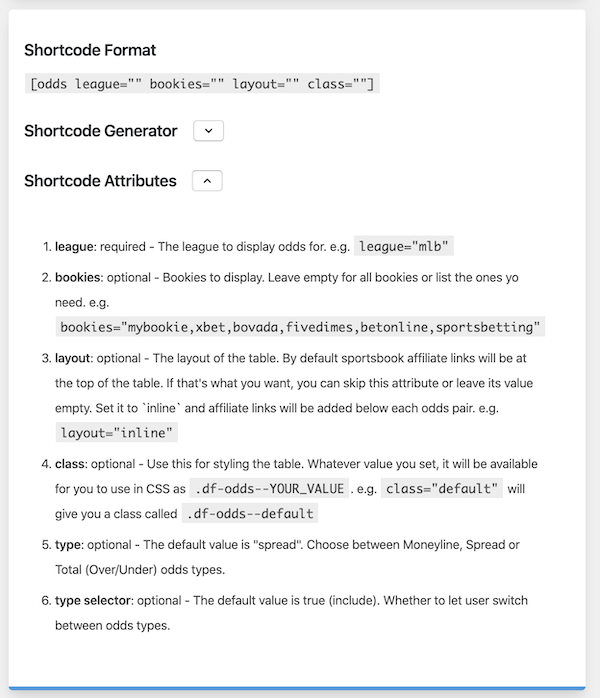 Shortcode Format
[odds league="" bookies="" layout="" class=""]
Shortcode Generator
Shortcode Attributes
1. league: required - The league to display odds for. e.g. league="mlb"
2. bookies: optional - Bookies to display. Leave empty for all bookies or list the ones yo
need. e.g.
bookies="mybookie,xbet,bovada,fivedimes,betonline,sportsbetting"
3. layout: optional - The layout of the table. By default sportsbook affiliate links will be at
the top of the table. If that's what you want, you can skip this attribute or leave its value
empty. Set it to `inline` and affiliate links will be added below each odds pair. e.g.
layout="inline"
4. class: optional - Use this for styling the table. Whatever value you set, it will be available
for you to use in CSS as .df-odds--YOUR_VALUE . e.g. class="default" will
give you a class called .df-odds--default
5. type: optional - The default value is "spread". Choose between Moneyline, Spread or
Total (Over/Under) odds types.
6. type selector: optional - The default value is true (include). Whether to let user switch
between odds types.